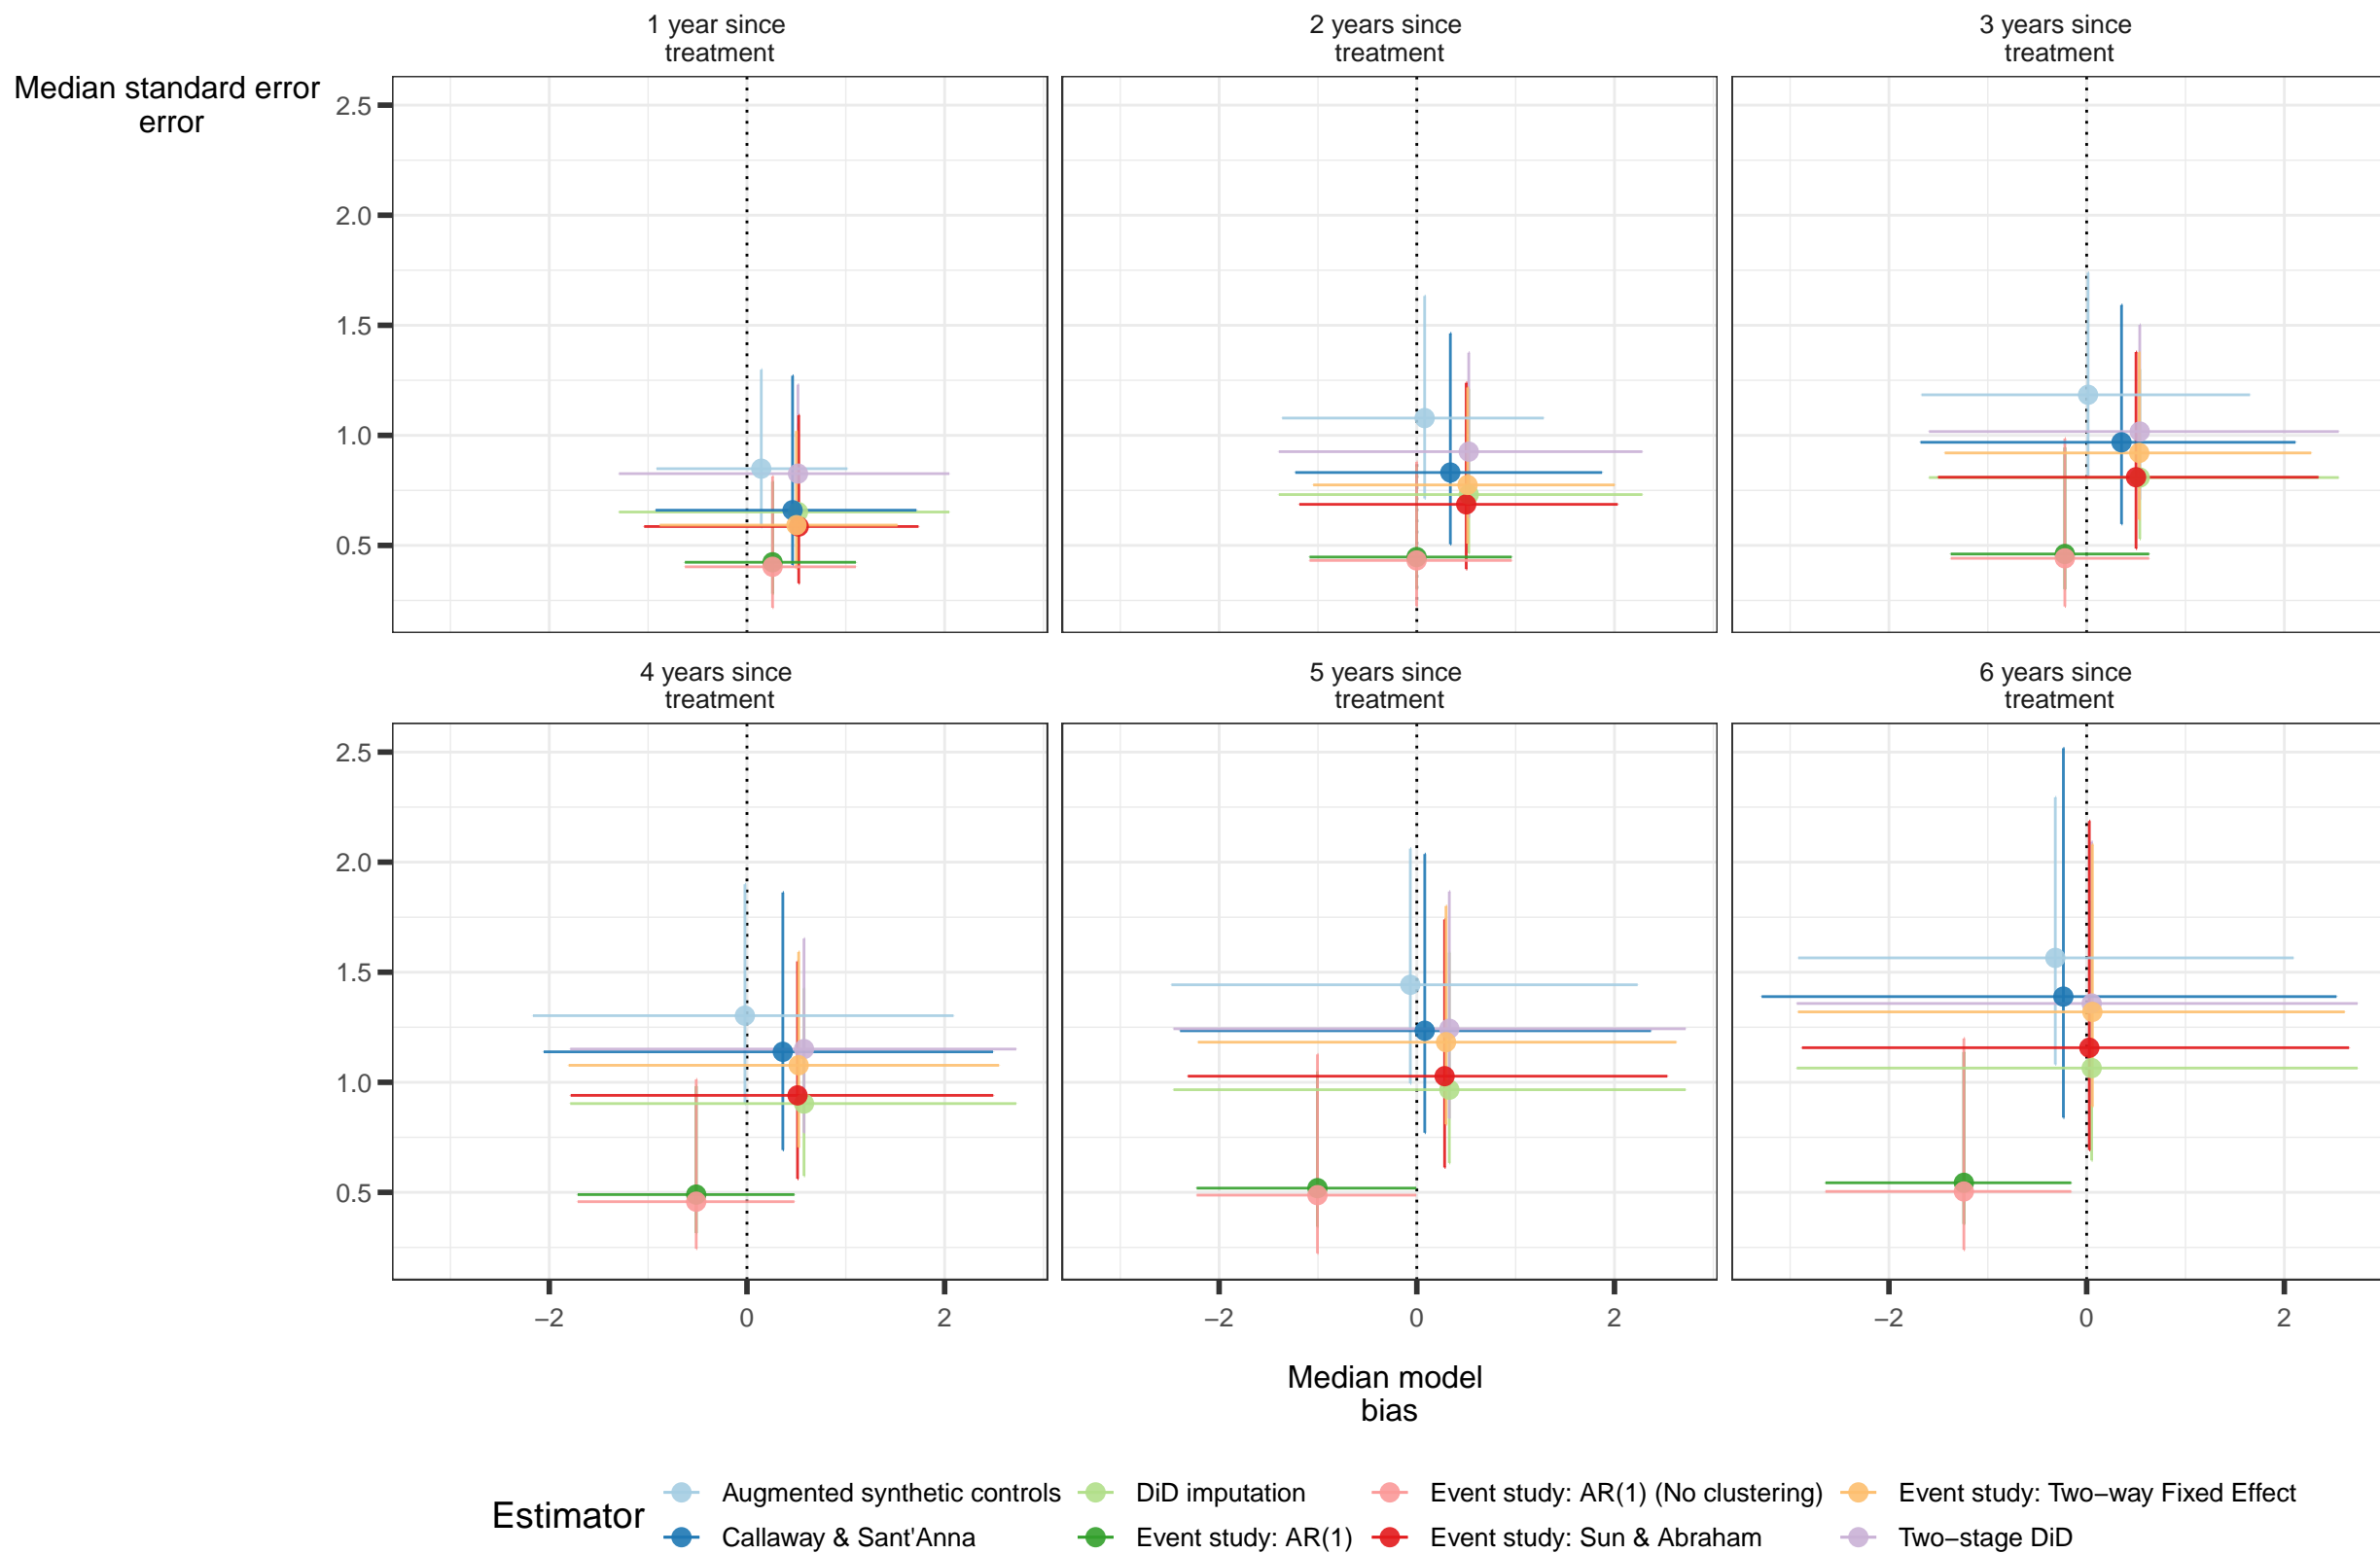 1 year since
treatment
2 years since
treatment
3 years since
treatment
Median standard error
error
2.5
2.0
1.5
1.0
0.5
4 years since
treatment
5 years since
treatment
6 years since
treatment
2.5
2.0
1.5
1.0
0.5
−2 0 2
−2 0 2
−2 0 2
Median model
bias
Estimator
Augmented synthetic controls
DiD imputation
Event study: AR(1) (No clustering)
Event study: Two−way Fixed Effect
Callaway & Sant'Anna
Event study: AR(1)
Event study: Sun & Abraham
Two−stage DiD